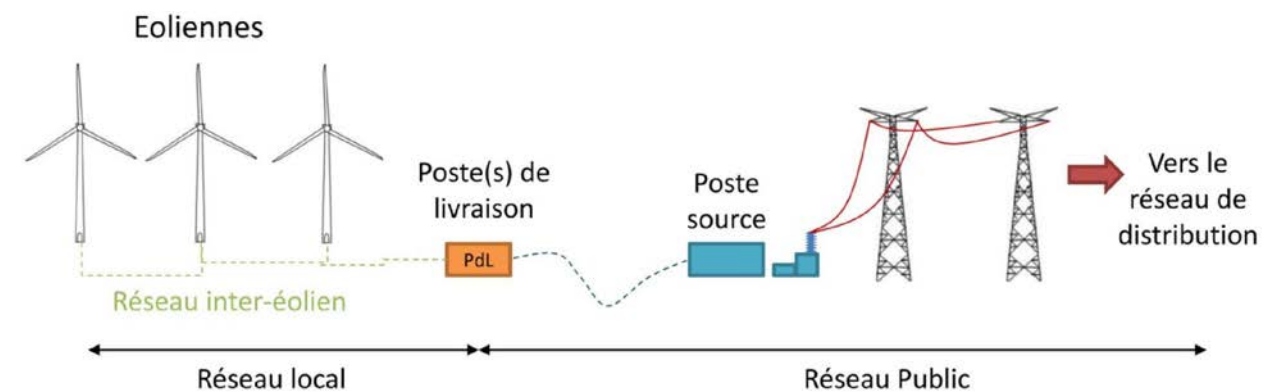 Eoliennes
Poste(s) de
livraison
Poste
source
Vers le
réseau de
distribution
PdL
Réseau inter-éolien
Réseau local
Réseau Public